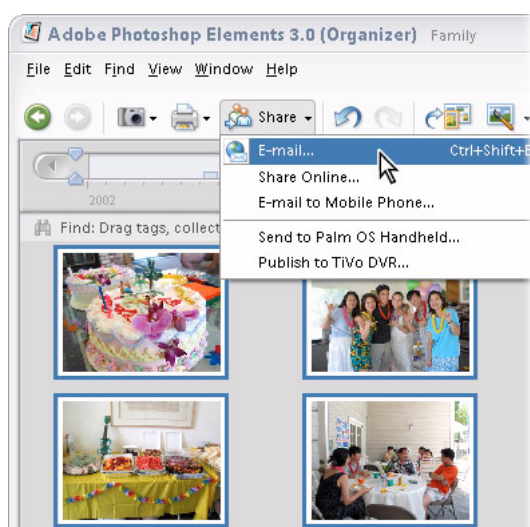 Adobe Photoshop Elements 3.0 (Organizer) Family
File Edit Find View Window Help
Share
E-mail... Ctrl+Shift+E
Share Online...
E-mail to Mobile Phone...
2002
Find: Drag tags, collect
Send to Palm OS Handheld...
Publish to TiVo DVR...